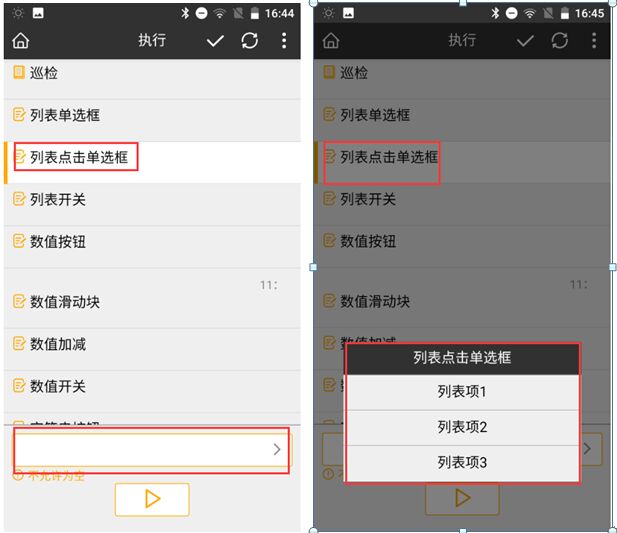 16:44
执行
巡检
列表单选框
列表点击单选框
列表开关
数值按钮
11:
数值滑动块
数值加减
数值开关
不允许为空
16:45
执行
巡检
列表单选框
列表点击单选框
列表开关
数值按钮
11:
数值滑动块
数值加减
列表点击单选框
列表项1
列表项2
列表项3